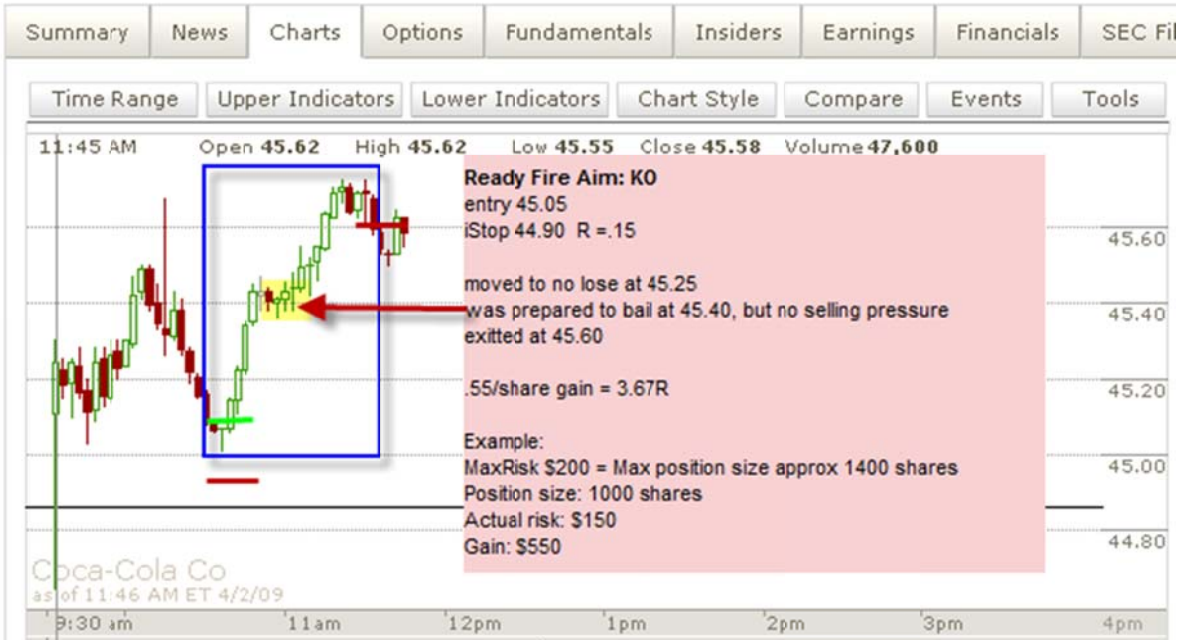 Summary News Charts Options Fundamentals Insiders Earnings Financials SEC Fil
Time Range Upper Indicators Lower Indicators Chart Style Compare Events Tools
11:45 AM Open 45.62 High 45.62 Low 45.55 Close 45.58 Volume 47,600
Ready Fire Aim: KO
entry 45.05
iStop 44.90 R =.15
moved to no lose at 45.25
was prepared to bail at 45.40, but no selling pressure
exitted at 45.60
.55/share gain = 3.67R
Example:
MaxRisk $200 = Max position size approx 1400 shares
Position size: 1000 shares
Actual risk: $150
Gain: $550
45.60
45.40
45.20
45.00
44.80
Coca-Cola Co
as of 11:46 AM ET 4/2/09
9:30 am 11am 12pm 1pm 2pm 3pm 4pm